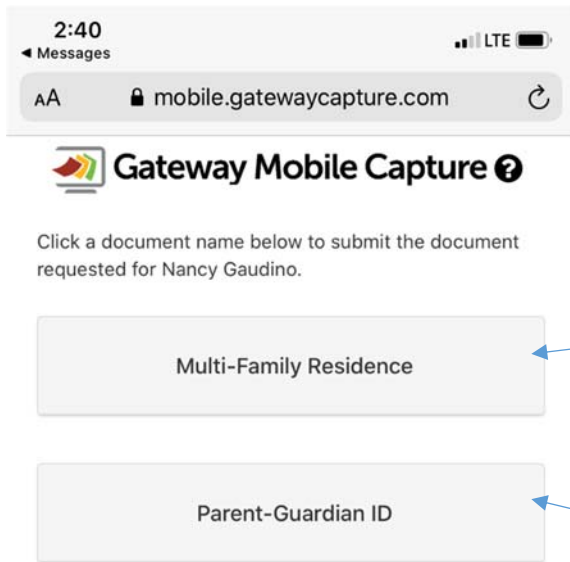 2:40
◀ Messages
LTE
AA
mobile.gatewaycapture.com
Gateway Mobile Capture ?
Click a document name below to submit the document
requested for Nancy Gaudino.
Multi-Family Residence
Parent-Guardian ID